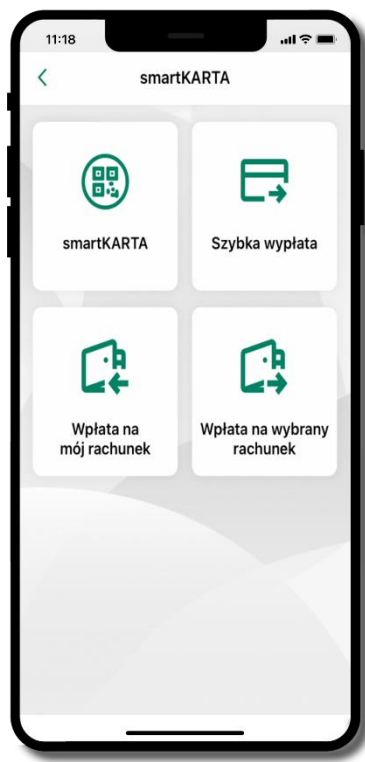 11:18
smartKARTA
smartKARTA
Szybka wypłata
Wpłata na
mój rachunek
Wpłata na wybrany
rachunek